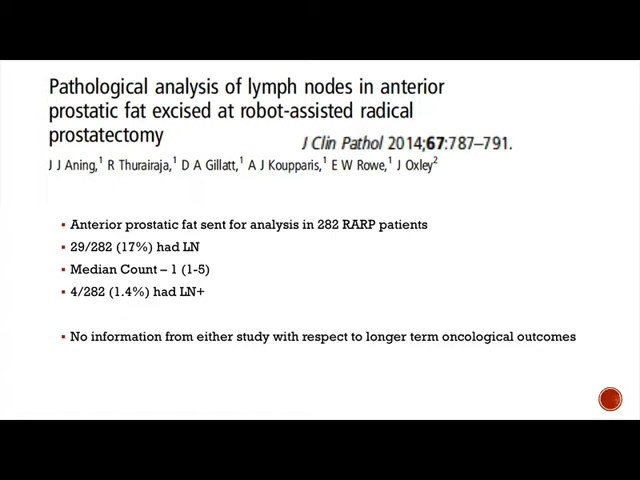 Pathological analysis of lymph nodes in anterior
prostatic fat excised at robot-assisted radical
prostatectomy
J Clin Pathol 2014;67:787–791.
J J Aning,1 R Thurairaja,1 D A Gillatt,1 A J Koupparis,1 E W Rowe,1 J Oxley2
▪ Anterior prostatic fat sent for analysis in 282 RARP patients
▪ 29/282 (17%) had LN
▪ Median Count – 1 (1-5)
▪ 4/282 (1.4%) had LN+
▪ No information from either study with respect to longer term oncological outcomes